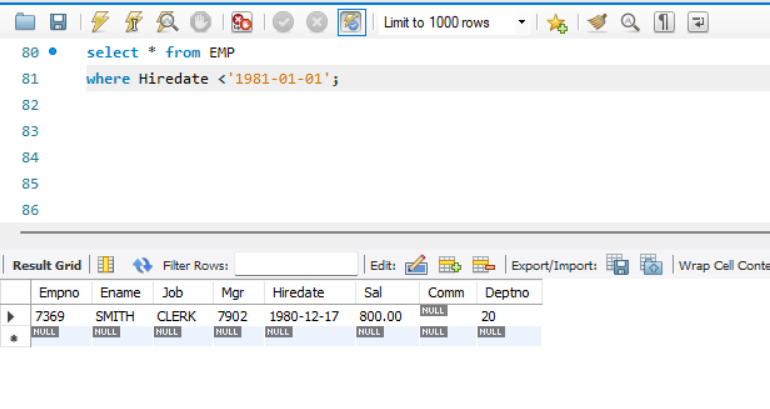 Limit to 1000 rows
80 select * from EMP
81 where Hiredate <'1981-01-01';
82
83
84
85
86
Result Grid Filter Rows: Edit: Export/Import: Wrap Cell Conte
Empno Ename Job Mgr Hiredate Sal Comm Deptno
7369 SMITH CLERK 7902 1980-12-17 800.00 NULL 20
NULL NULL NULL NULL NULL NULL NULL NULL